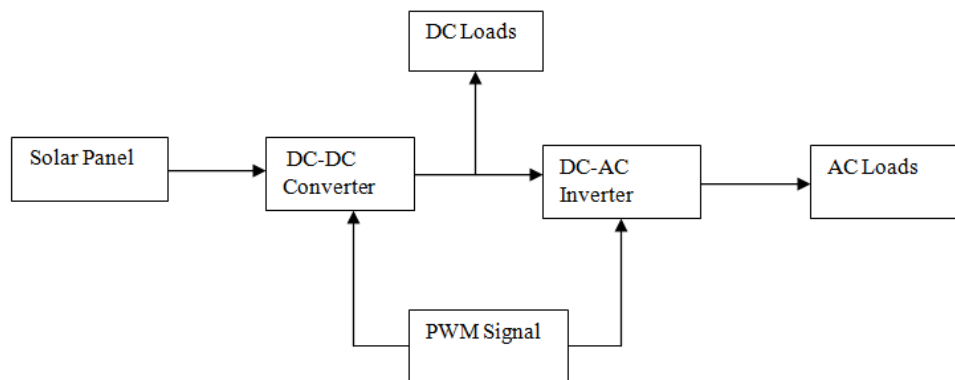 DC Loads
Solar Panel
DC-DC
Converter
DC-AC
Inverter
AC Loads
PWM Signal